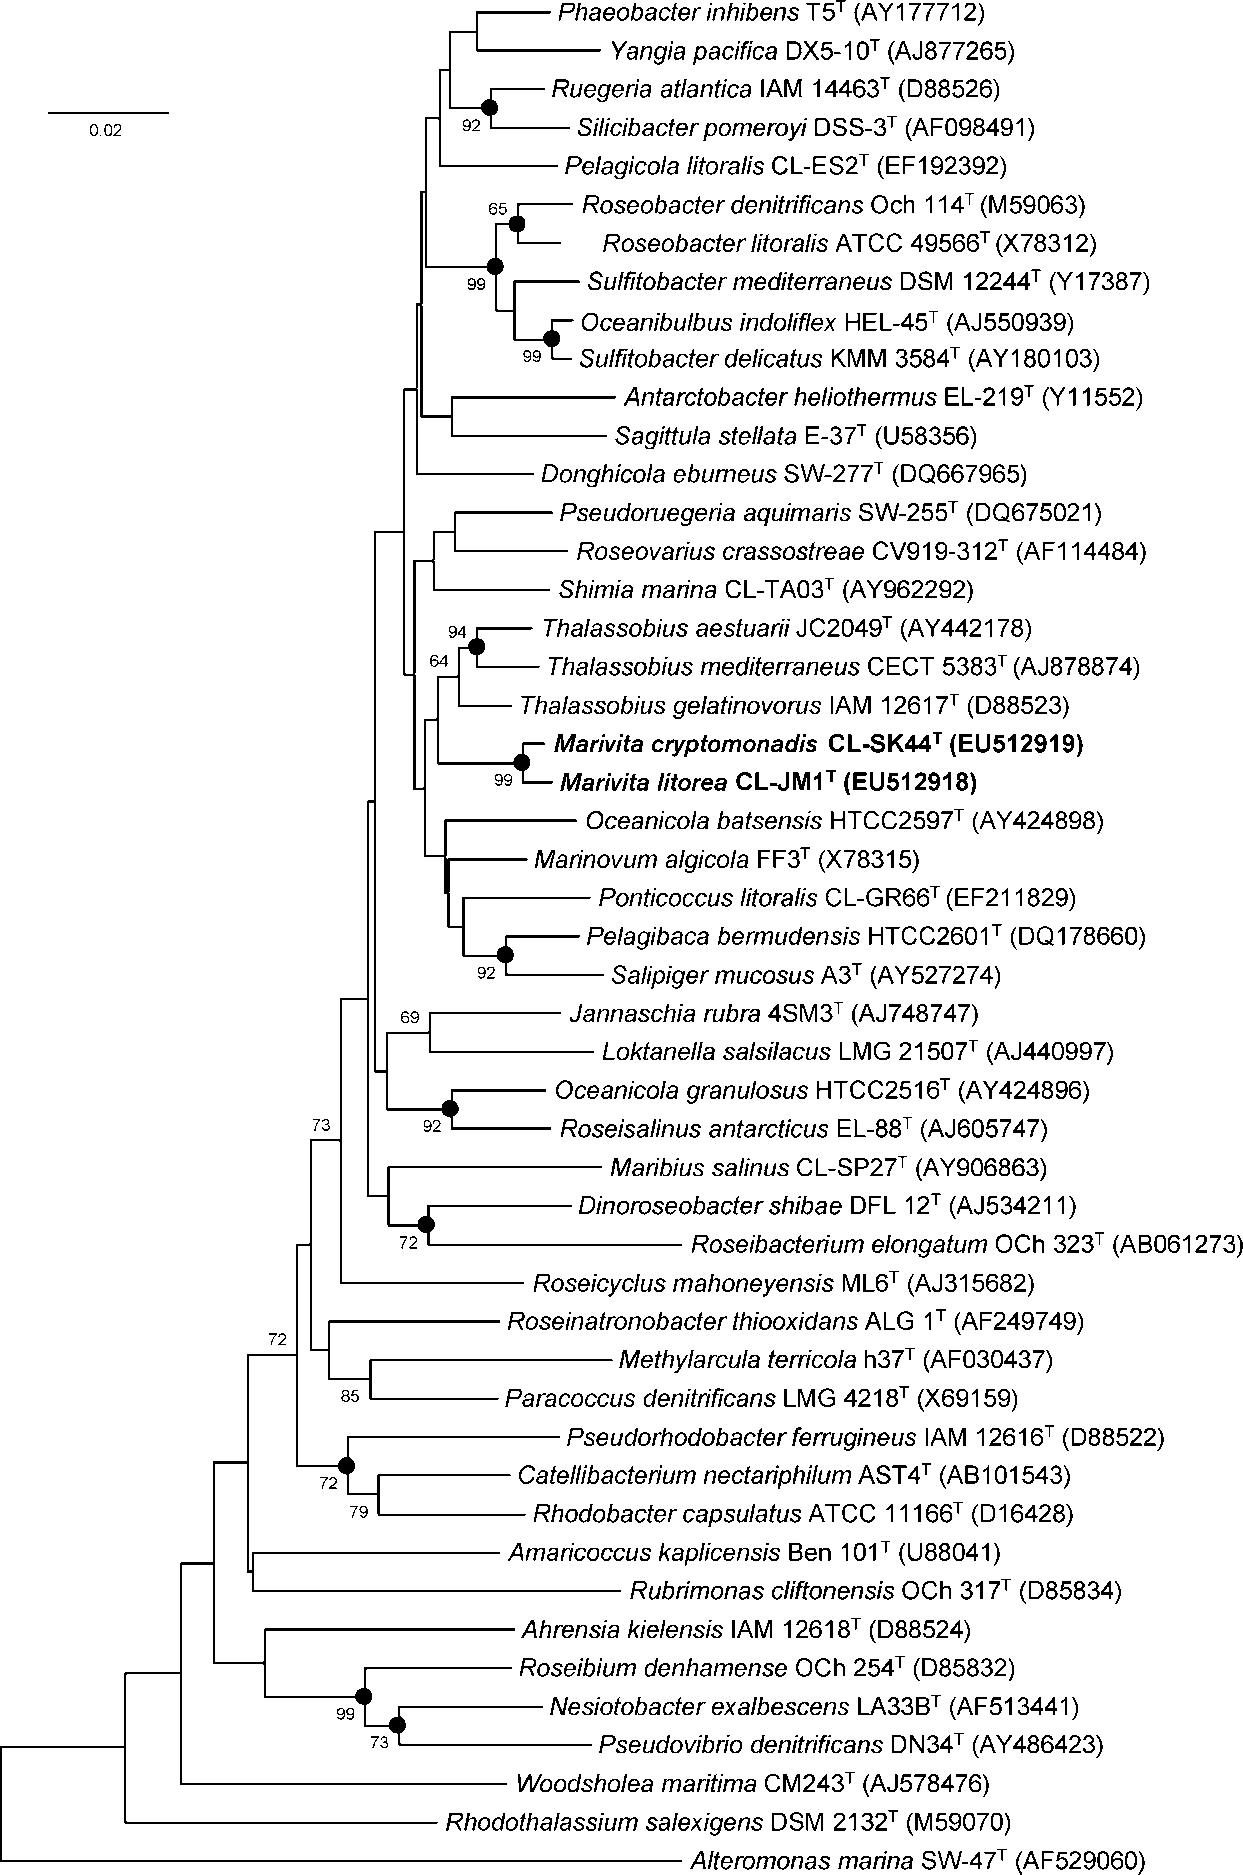 Phaeobacter inhibens T5ᵀ (AY177712)
Yangia pacifica DX5-10ᵀ (AJ877265)
Ruegeria atlantica IAM 14463ᵀ (D88526)
0.02
92
Silicibacter pomeroyi DSS-3ᵀ (AF098491)
Pelagicola litoralis CL-ES2ᵀ (EF192392)
65
Roseobacter denitrificans Och 114ᵀ (M59063)
Roseobacter litoralis ATCC 49566ᵀ (X78312)
99
Sulfitobacter mediterraneus DSM 12244ᵀ (Y17387)
Oceanibulbus indoliflex HEL-45ᵀ (AJ550939)
99
Sulfitobacter delicatus KMM 3584ᵀ (AY180103)
Antarctobacter heliothermus EL-219ᵀ (Y11552)
Sagittula stellata E-37ᵀ (U58356)
Donghicola eburneus SW-277ᵀ (DQ667965)
Pseudoruegeria aquimaris SW-255ᵀ (DQ675021)
Roseovarius crassostreae CV919-312ᵀ (AF114484)
Shimia marina CL-TA03ᵀ (AY962292)
94
Thalassobius aestuarii JC2049ᵀ (AY442178)
64
Thalassobius mediterraneus CECT 5383ᵀ (AJ878874)
Thalassobius gelatinovorus IAM 12617ᵀ (D88523)
Marivita cryptomonadis CL-SK44ᵀ (EU512919)
99
Marivita litorea CL-JM1ᵀ (EU512918)
Oceanicola batsensis HTCC2597ᵀ (AY424898)
Marinovum algicola FF3ᵀ (X78315)
Ponticoccus litoralis CL-GR66ᵀ (EF211829)
Pelagibaca bermudensis HTCC2601ᵀ (DQ178660)
92
Salipiger mucosus A3ᵀ (AY527274)
69
Jannaschia rubra 4SM3ᵀ (AJ748747)
Loktanella salsilacus LMG 21507ᵀ (AJ440997)
Oceanicola granulosus HTCC2516ᵀ (AY424896)
92
73
Roseisalinus antarcticus EL-88ᵀ (AJ605747)
Maribius salinus CL-SP27ᵀ (AY906863)
Dinoroseobacter shibae DFL 12ᵀ (AJ534211)
72
Roseibacterium elongatum OCh 323ᵀ (AB061273)
Roseicyclus mahoneyensis ML6ᵀ (AJ315682)
72
Roseinatronobacter thiooxidans ALG 1ᵀ (AF249749)
Methylarcula terricola h37ᵀ (AF030437)
85
Paracoccus denitrificans LMG 4218ᵀ (X69159)
Pseudorhodobacter ferrugineus IAM 12616ᵀ (D88522)
72
Catellibacterium nectariphilum AST4ᵀ (AB101543)
79
Rhodobacter capsulatus ATCC 11166ᵀ (D16428)
Amaricoccus kaplicensis Ben 101ᵀ (U88041)
Rubrimonas cliftonensis OCh 317ᵀ (D85834)
Ahrensia kielensis IAM 12618ᵀ (D88524)
Roseibium denhamense OCh 254ᵀ (D85832)
99
Nesiotobacter exalbescens LA33Bᵀ (AF513441)
73
Pseudovibrio denitrificans DN34ᵀ (AY486423)
Woodsholea maritima CM243ᵀ (AJ578476)
Rhodothalassium salexigens DSM 2132ᵀ (M59070)
Alteromonas marina SW-47ᵀ (AF529060)